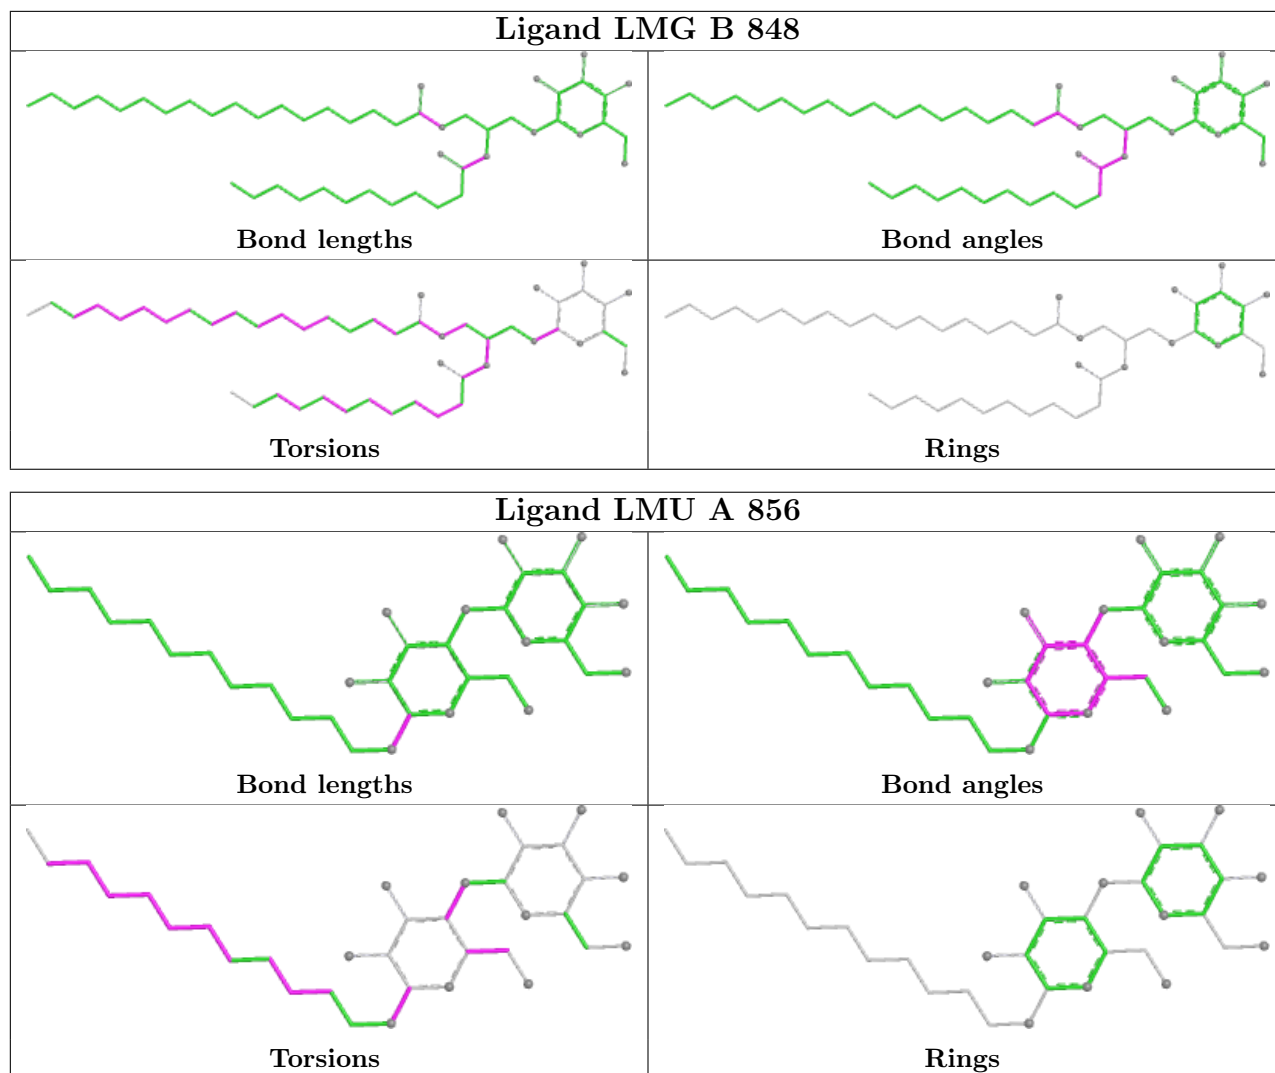 Ligand LMG B 848
Bond lengths
Bond angles
Torsions
Rings
Ligand LMU A 856
Bond lengths
Bond angles
Torsions
Rings